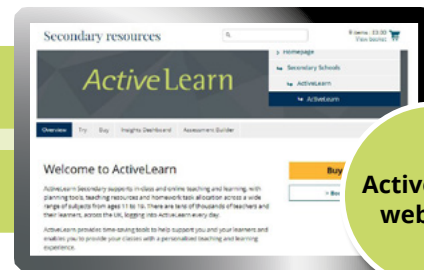 Secondary resources
0 items : £0.00
View basket
> Homepage
Secondary Schools
ActiveLearn
ActiveLearn
ActiveLearn
Overview Try Buy Insights Dashboard Assessment Builder
Welcome to ActiveLearn
ActiveLearn Secondary supports in-class and online teaching and learning, with
planning tools, teaching resources and homework task allocation across a wide
range of subjects from ages 11 to 19. There are tens of thousands of teachers and
their learners, across the UK, logging into ActiveLearn every day.
ActiveLearn provides time-saving tools to help support you and your learners and
enables you to provide your classes with a personalised teaching and learning
experience.
Buy
Active
web